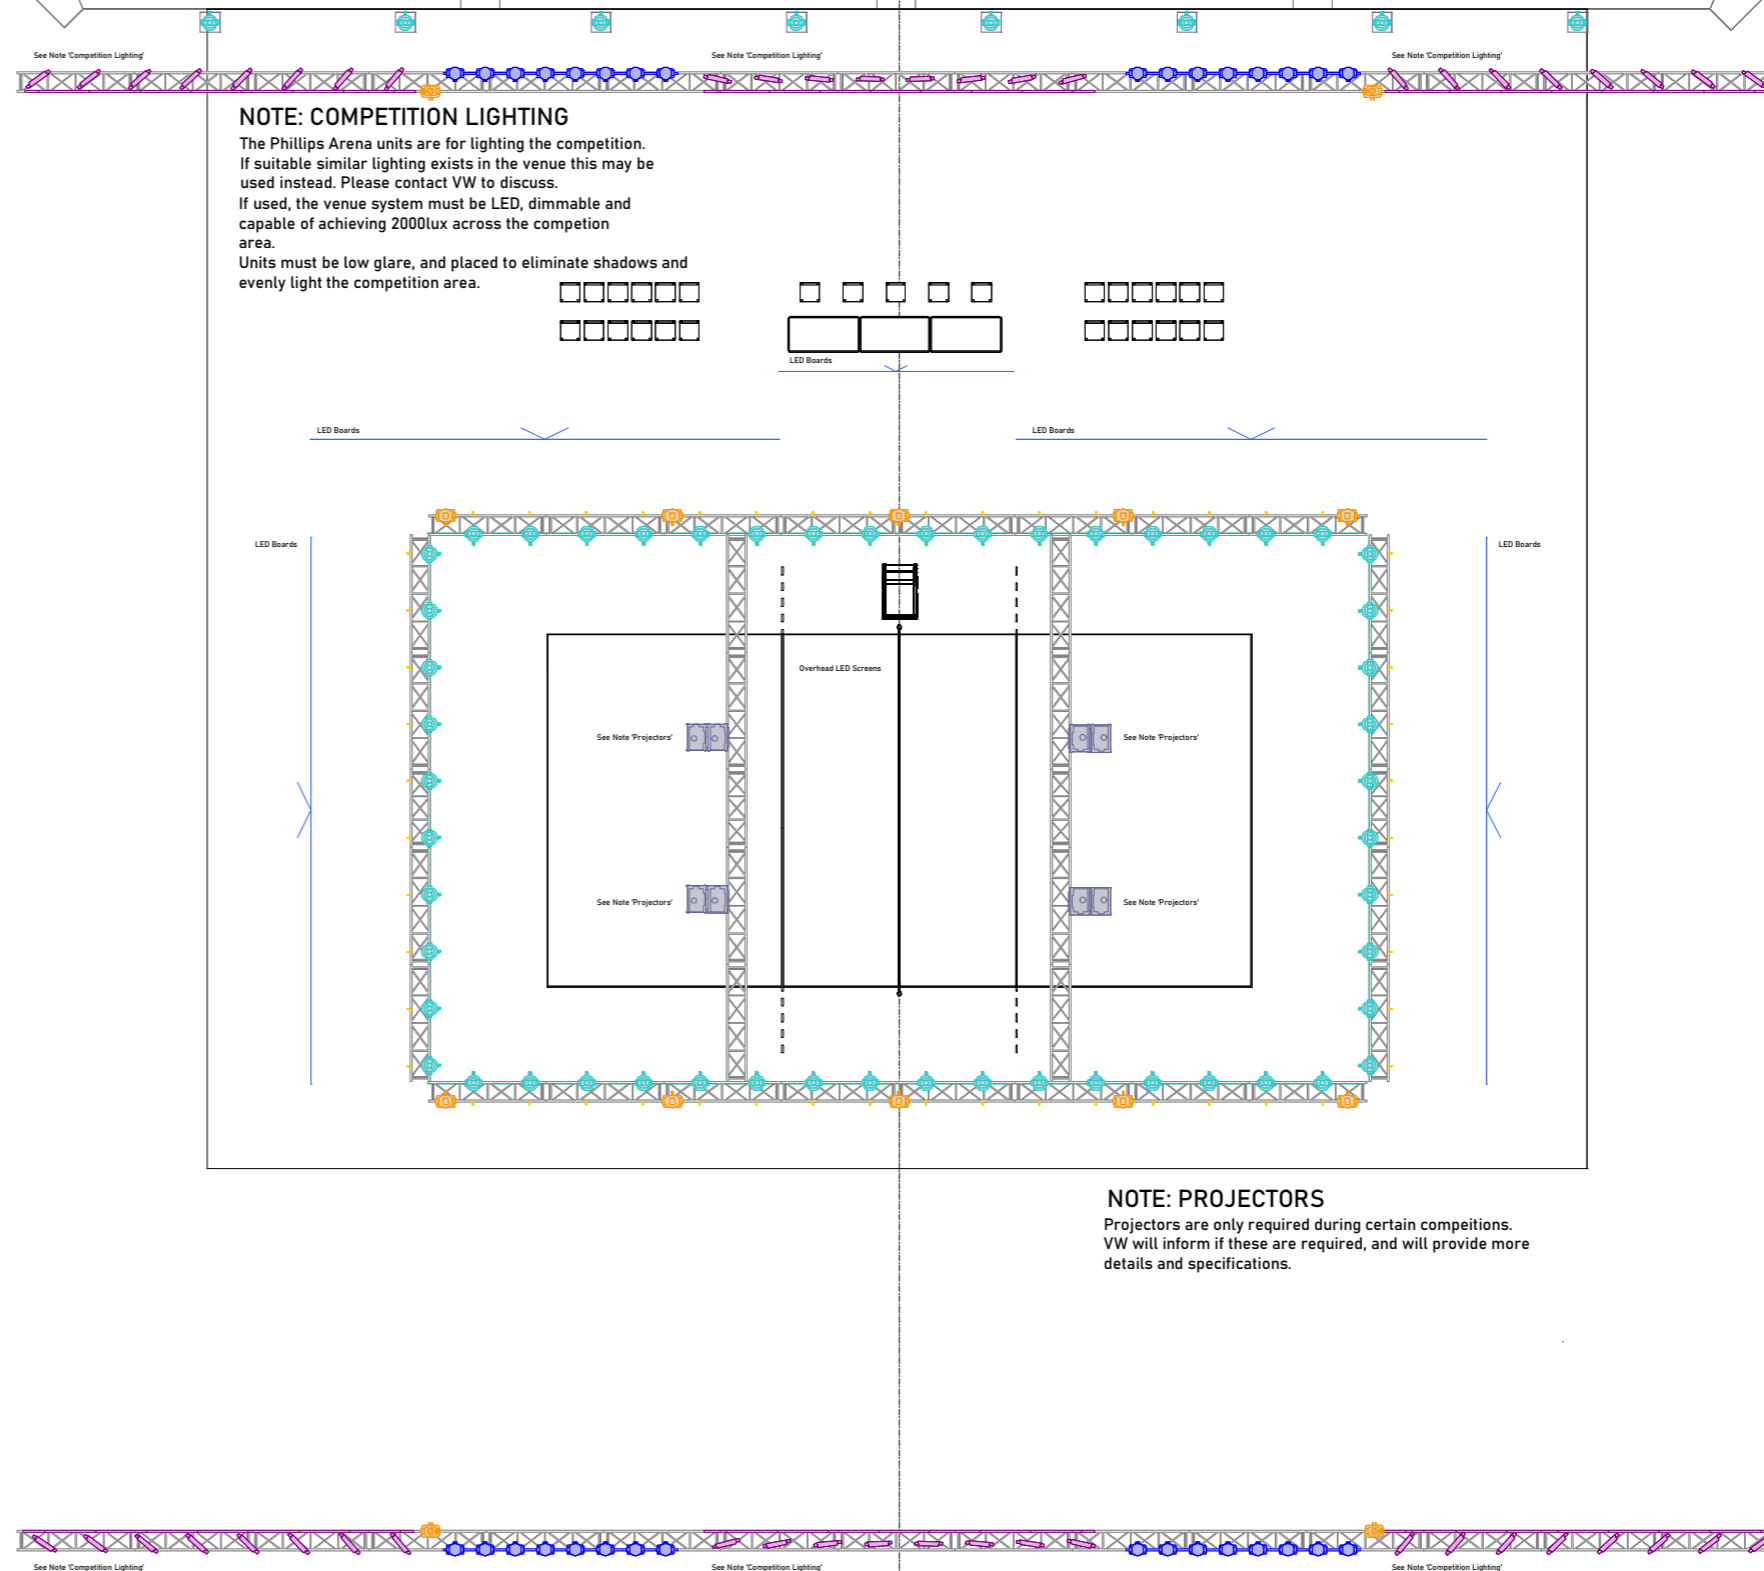 See Note 'Competition Lighting'
See Note 'Competition Lighting'
See Note 'Competition Lighting'
NOTE: COMPETITION LIGHTING
The Phillips Arena units are for lighting the competition.
If suitable similar lighting exists in the venue this may be
used instead. Please contact VW to discuss.
If used, the venue system must be LED, dimmable and
capable of achieving 2000lux across the competion
area.
Units must be low glare, and placed to eliminate shadows and
evenly light the competition area.
LED Boards
LED Boards
LED Boards
LED Boards
LED Boards
Overhead LED Screens
See Note 'Projectors'
See Note 'Projectors'
See Note 'Projectors'
See Note 'Projectors'
NOTE: PROJECTORS
Projectors are only required during certain compeitions.
VW will inform if these are required, and will provide more
details and specifications.
See Note 'Competition Lighting'
See Note 'Competition Lighting'
See Note 'Competition Lighting'